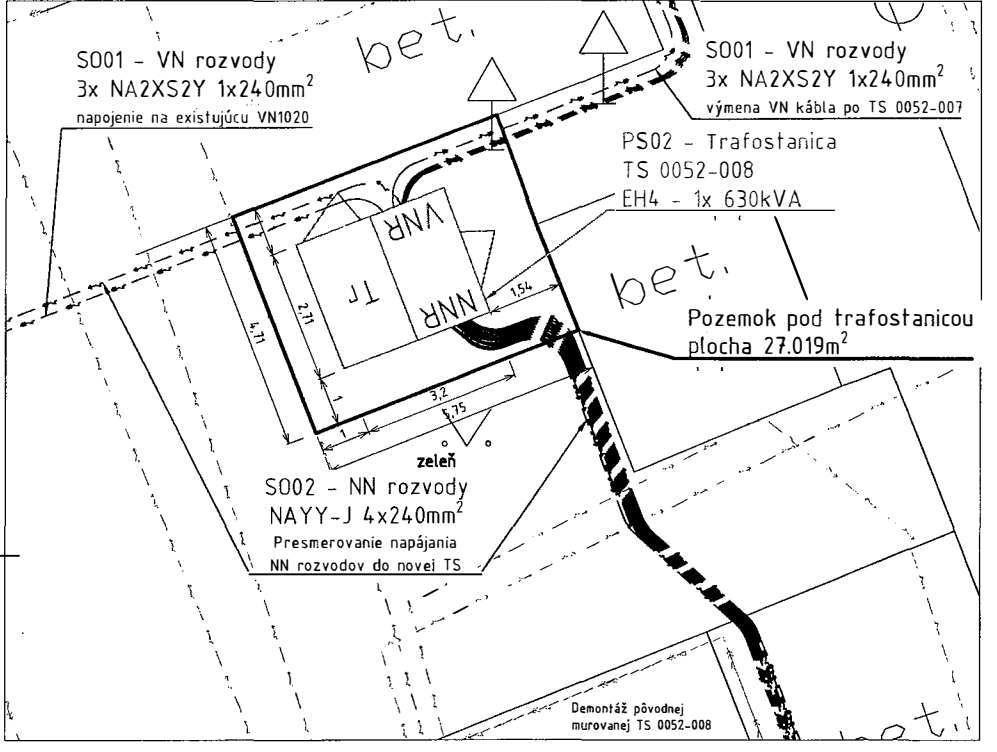 bet.
SO01 - VN rozvody
3x NA2XS2Y 1x240mm²
napojenie na existujúcu VN1020
SO01 - VN rozvody
3x NA2XS2Y 1x240mm²
výmena VN kábla po TS 0052-007
PS02 - Trafostanica
TS 0052-008
EH4 - 1x 630kVA
VNR
Tr
NNR
bet.
1,54
2,71
4,71
Pozemok pod trafostanicou
plocha 27.019m²
1
3,2
5,75
1
zeleň
SO02 - NN rozvody
NAYY-J 4x240mm²
Presmerovanie napájania
NN rozvodov do novej TS
Demontáž pôvodnej
murovanej TS 0052-008
bet.